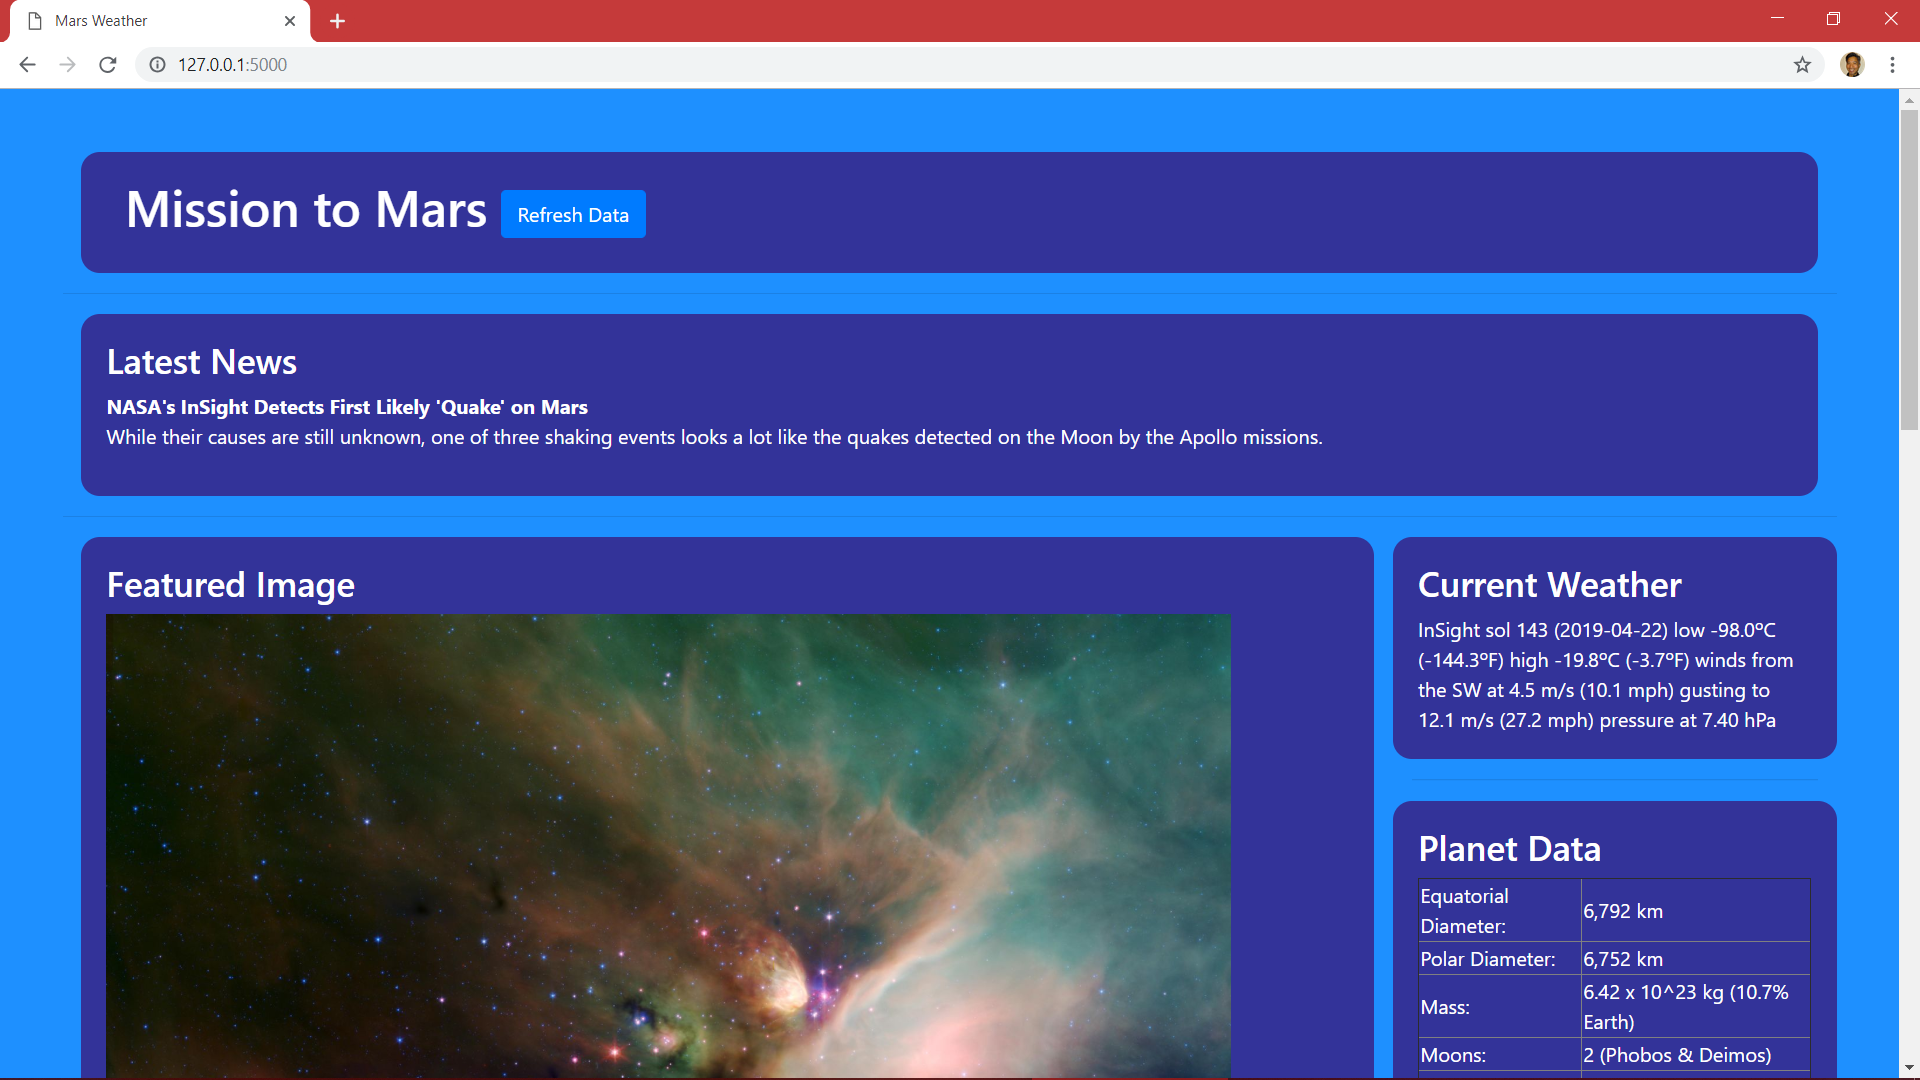 Mars Weather
127.0.0.1:5000
Mission to Mars
Refresh Data
Latest News
NASA's InSight Detects First Likely 'Quake' on Mars
While their causes are still unknown, one of three shaking events looks a lot like the quakes detected on the Moon by the Apollo missions.
Featured Image
Current Weather
InSight sol 143 (2019-04-22) low -98.0ºC
(-144.3ºF) high -19.8ºC (-3.7ºF) winds from
the SW at 4.5 m/s (10.1 mph) gusting to
12.1 m/s (27.2 mph) pressure at 7.40 hPa
Planet Data
Equatorial
Diameter:
6,792 km
Polar Diameter:
6,752 km
Mass:
6.42 x 10^23 kg (10.7%
Earth)
Moons:
2 (Phobos & Deimos)